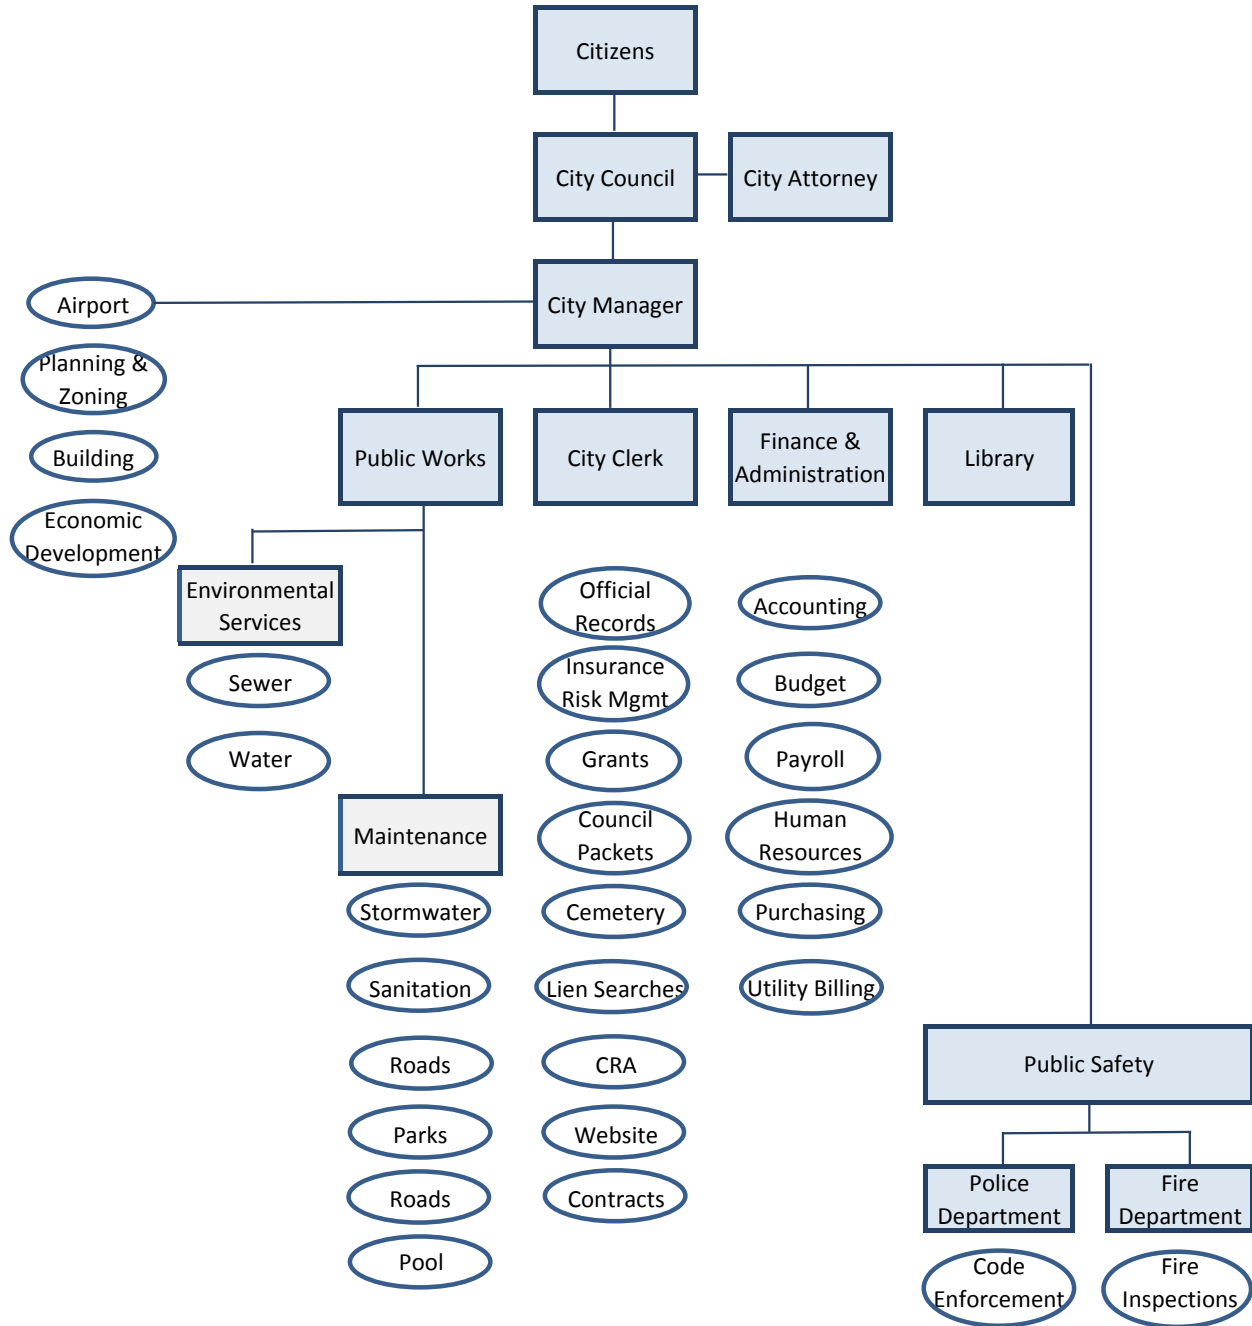 Citizens
City Council
City Attorney
City Manager
Airport
Planning &
Zoning
Building
Economic
Development
Public Works
City Clerk
Finance &
Administration
Library
Environmental
Services
Sewer
Water
Maintenance
Stormwater
Sanitation
Roads
Parks
Roads
Pool
Official
Records
Insurance
Risk Mgmt
Grants
Council
Packets
Cemetery
Lien Searches
CRA
Website
Contracts
Accounting
Budget
Payroll
Human
Resources
Purchasing
Utility Billing
Public Safety
Police
Department
Code
Enforcement
Fire
Department
Fire
Inspections